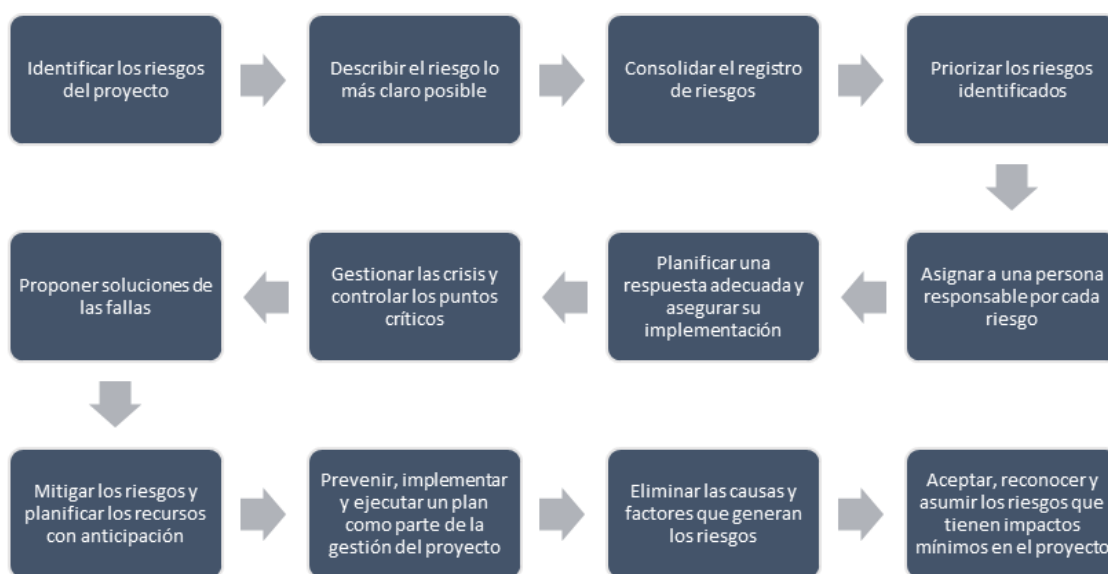 Identificar los riesgos
del proyecto
Describir el riesgo lo
más claro posible
Consolidar el registro
de riesgos
Priorizar los riesgos
identificados
Asignar a una persona
responsable por cada
riesgo
Planificar una
respuesta adecuada y
asegurar su
implementación
Gestionar las crisis y
controlar los puntos
críticos
Proponer soluciones de
las fallas
Mitigar los riesgos y
planificar los recursos
con anticipación
Prevenir, implementar
y ejecutar un plan
como parte de la
gestión del proyecto
Eliminar las causas y
factores que generan
los riesgos
Aceptar, reconocer y
asumir los riesgos que
tienen impactos
mínimos en el proyecto